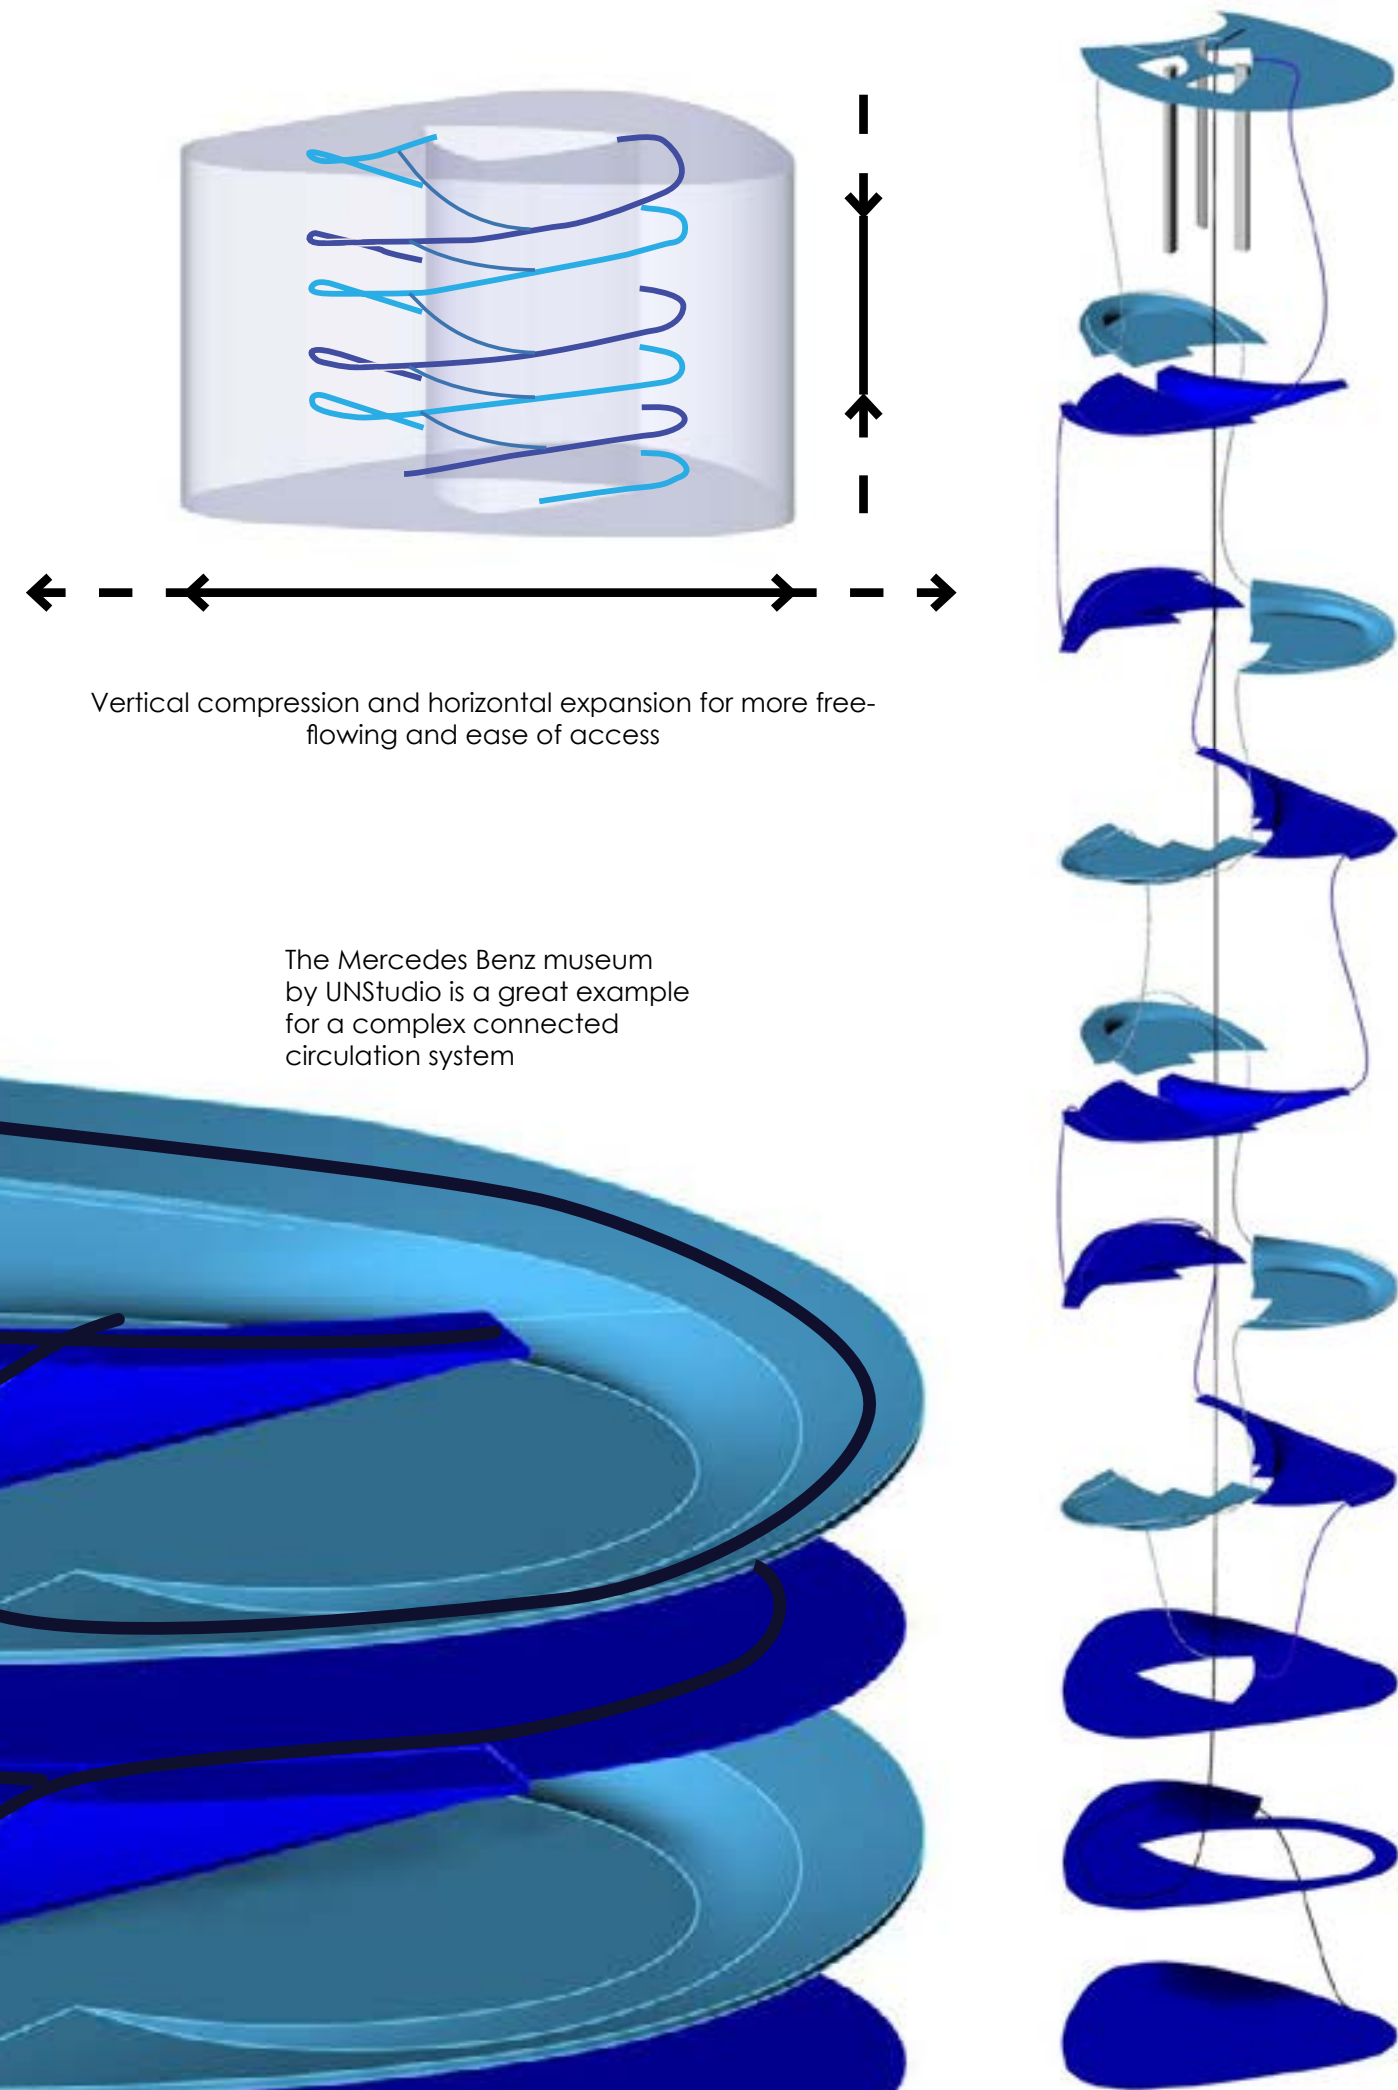 Vertical compression and horizontal expansion for more free-
flowing and ease of access
The Mercedes Benz museum
by UNStudio is a great example
for a complex connected
circulation system